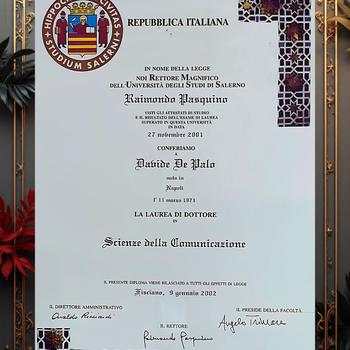 HIPPOCRATICA CIVITAS
STUDIUM SALERNI
REPUBBLICA ITALIANA
IN NOME DELLA LEGGE
NOI RETTORE MAGNIFICO
DELL'UNIVERSITÀ DEGLI STUDI DI SALERNO
Raimondo Pasquino
VISTI GLI ATTESTATI DI STUDIO
E IL RISULTATO DELL'ESAME DI LAUREA
SUPERATO IN QUESTA UNIVERSITÀ
IN DATA
27 novembre 2001
CONFERIAMO
A
Davide De Palo
nato in
Napoli
l' 11 marzo 1971
LA LAUREA DI DOTTORE
IN
Scienze della Comunicazione
IL PRESENTE DIPLOMA VIENE RILASCIATO A TUTTI GLI EFFETTI DI LEGGE
Fisciano, 9 gennaio 2002
IL DIRETTORE AMMINISTRATIVO
IL PRESIDE DELLA FACOLTÀ
IL RETTORE
Raimondo Pasquino